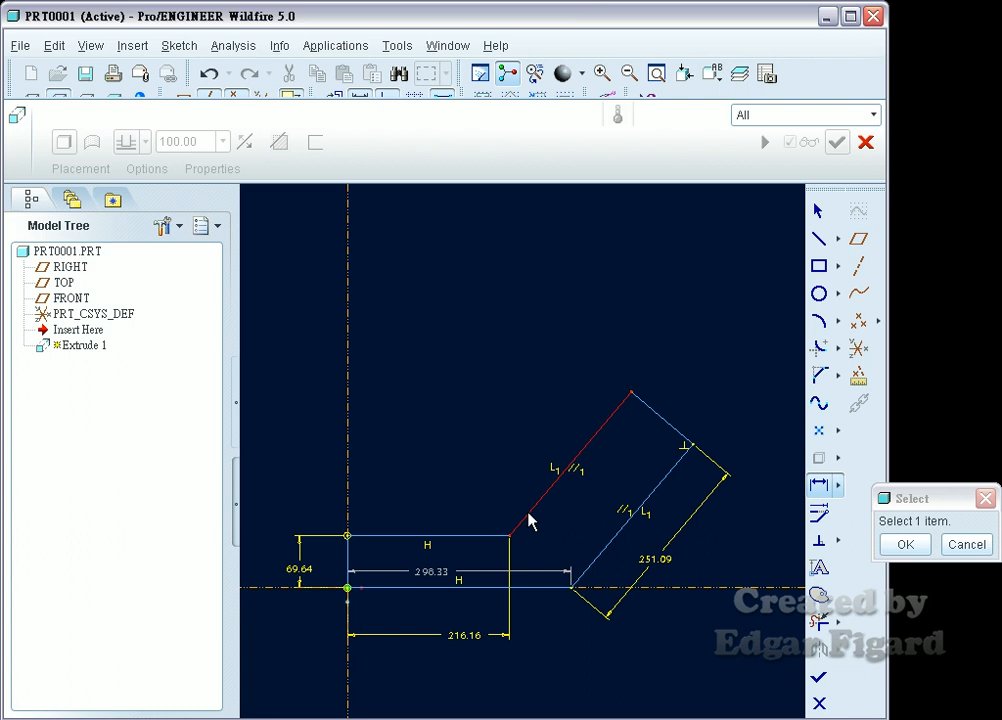 PRT0001 (Active) - Pro/ENGINEER Wildfire 5.0
File Edit View Insert Sketch Analysis Info Applications Tools Window Help
All
100.00
Placement Options Properties
Model Tree
PRT0001.PRT
RIGHT
TOP
FRONT
PRT_CSYS_DEF
Insert Here
Extrude 1
L1 //1
//1 L1
H
69.64
298.33
H
251.09
216.16
Select
Select 1 item.
OK Cancel
Created by
Edgar Figard